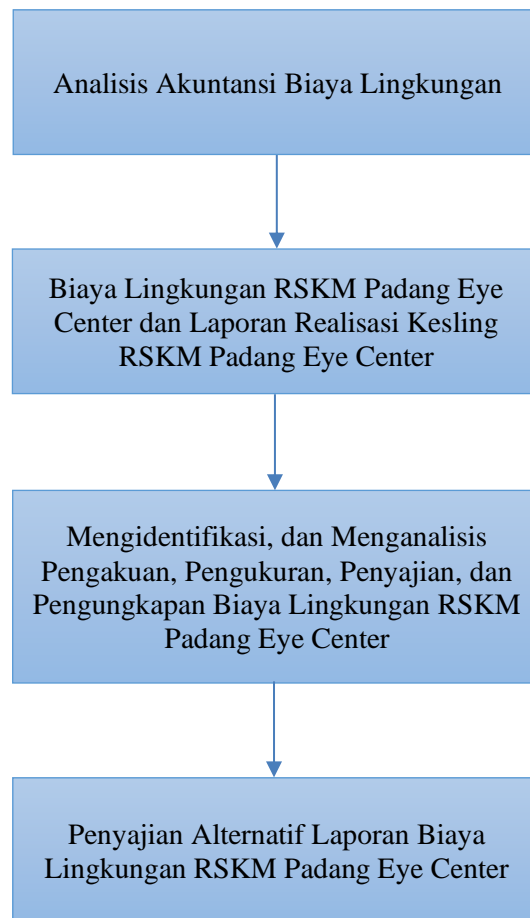 Analisis Akuntansi Biaya Lingkungan
Biaya Lingkungan RSKM Padang Eye
Center dan Laporan Realisasi Kesling
RSKM Padang Eye Center
Mengidentifikasi, dan Menganalisis
Pengakuan, Pengukuran, Penyajian, dan
Pengungkapan Biaya Lingkungan RSKM
Padang Eye Center
Penyajian Alternatif Laporan Biaya
Lingkungan RSKM Padang Eye Center